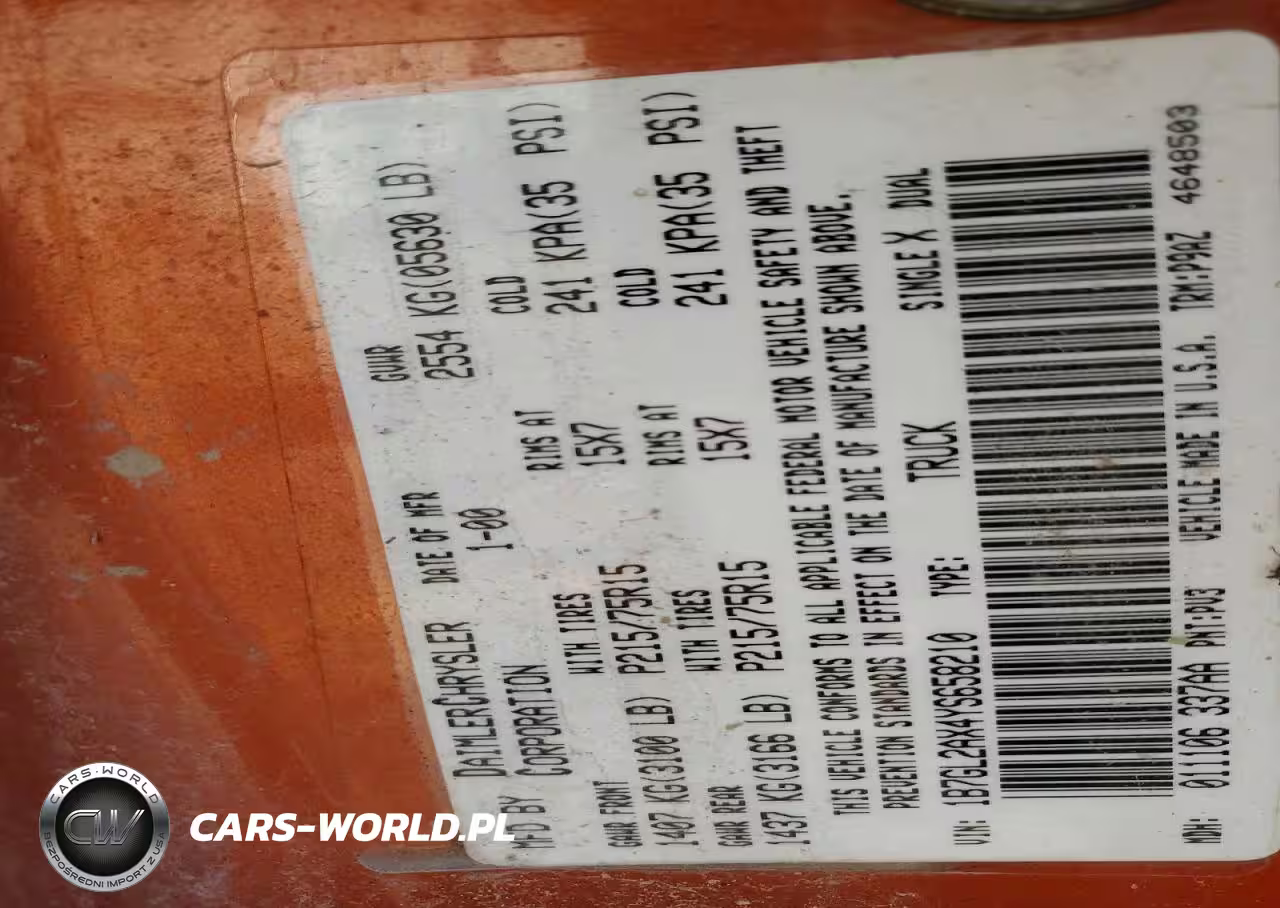 MFD BY DAIMLERCHRYSLER CORPORATION
DATE OF MFR 1-00
GVWR 2554 KG(05630 LB)
GAWR FRONT WITH TIRES RIMS AT COLD
1407 KG(3100 LB) P215/75R15 15X7 241 KPA(35 PSI)
GAWR REAR WITH TIRES RIMS AT COLD
1437 KG(3166 LB) P215/75R15 15X7 241 KPA(35 PSI)
THIS VEHICLE CONFORMS TO ALL APPLICABLE FEDERAL MOTOR VEHICLE SAFETY AND THEFT
PREVENTION STANDARDS IN EFFECT ON THE DATE OF MANUFACTURE SHOWN ABOVE.
VIN: 1B7GL2AX4YS658210 TYPE: TRUCK SINGLE X DUAL
MDH: 011106 337AA PNT:PV3 VEHICLE MADE IN U.S.A. TRM:P9AZ 4648503
CARS-WORLD
CW
BEZPOŚREDNI IMPORT Z USA
CARS-WORLD.PL